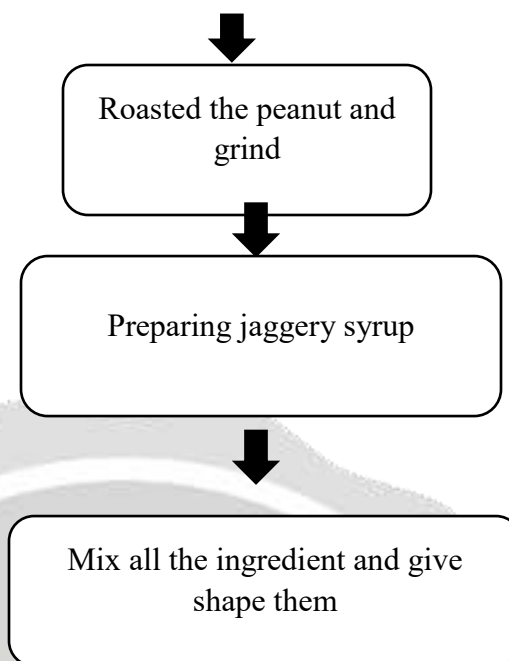 Roasted the peanut and
grind
Preparing jaggery syrup
Mix all the ingredient and give
shape them